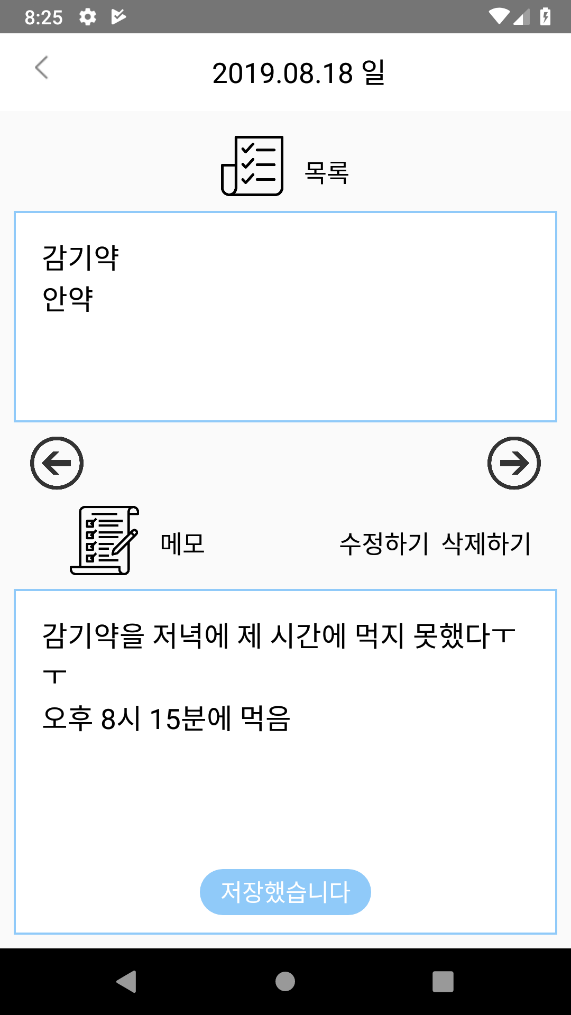 8:25
2019.08.18 일
목록
감기약
안약
메모
수정하기 삭제하기
감기약을 저녁에 제 시간에 먹지 못했다ㅜ
ㅜ
오후 8시 15분에 먹음
저장했습니다